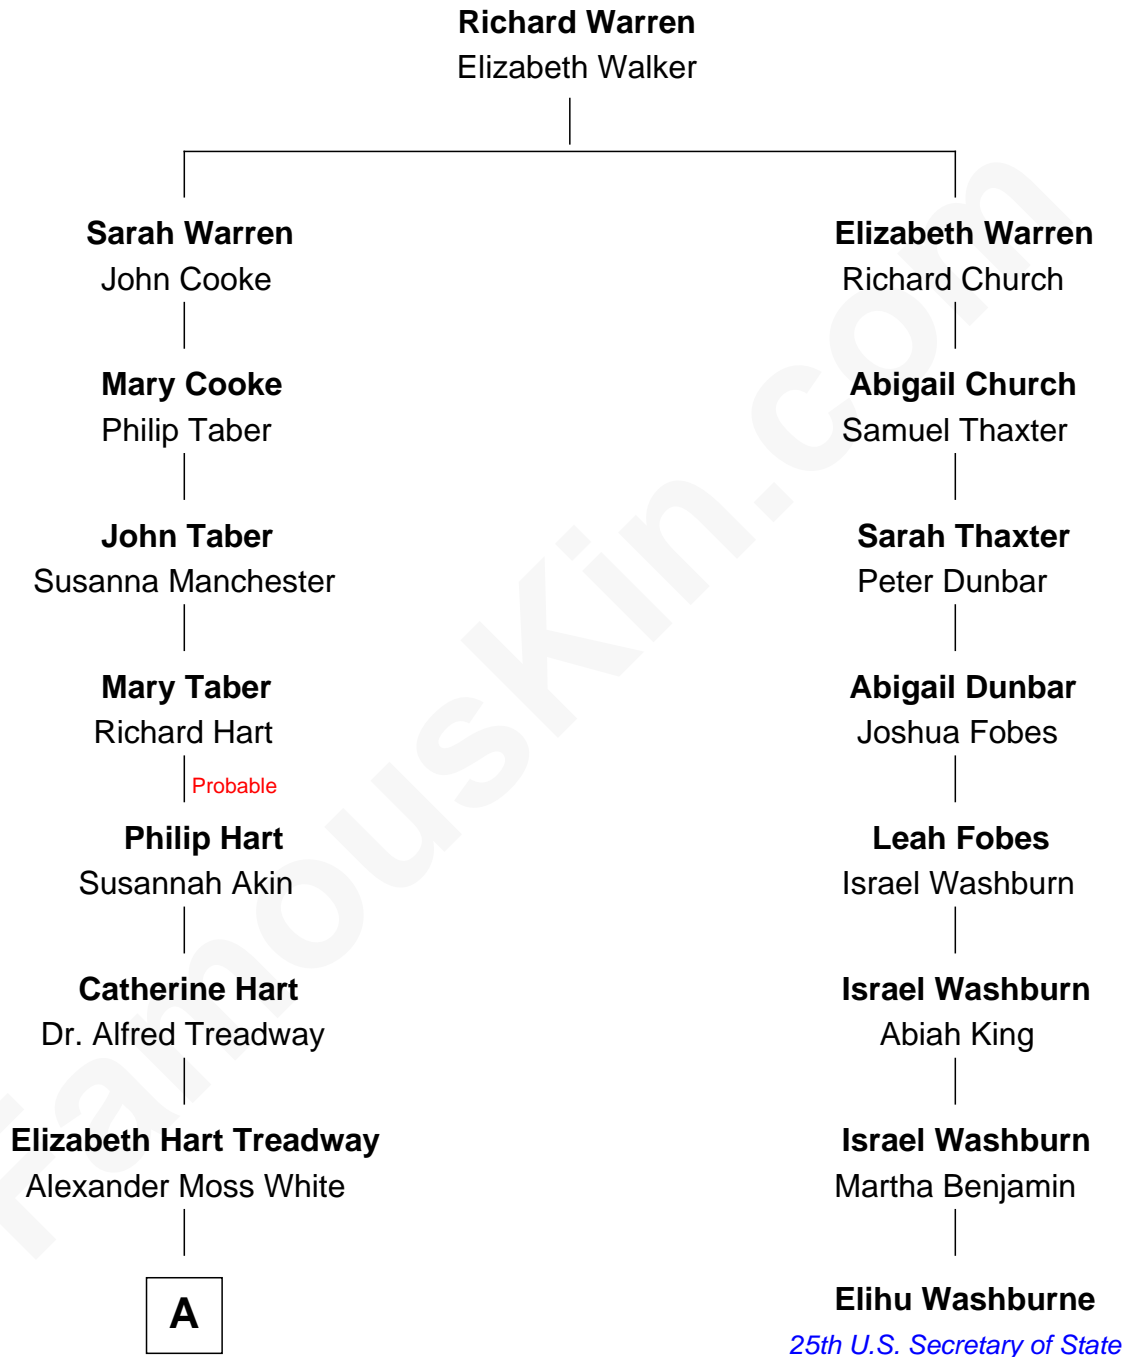 Richard Warren
Elizabeth Walker
Sarah Warren
John Cooke
Elizabeth Warren
Richard Church
Mary Cooke
Philip Taber
Abigail Church
Samuel Thaxter
John Taber
Susanna Manchester
Sarah Thaxter
Peter Dunbar
Mary Taber
Richard Hart
Abigail Dunbar
Joshua Fobes
Probable
Philip Hart
Susannah Akin
Leah Fobes
Israel Washburn
Catherine Hart
Dr. Alfred Treadway
Israel Washburn
Abiah King
Elizabeth Hart Treadway
Alexander Moss White
Israel Washburn
Martha Benjamin
A
Elihu Washburne
25th U.S. Secretary of State
FamousKin.com